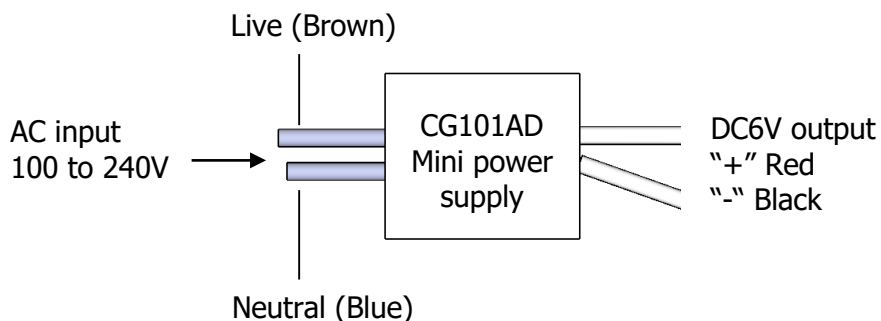 Live (Brown)
AC input
100 to 240V
CG101AD
Mini power
supply
DC6V output
“+” Red
“-“ Black
Neutral (Blue)